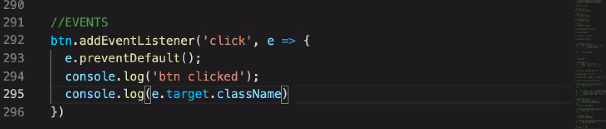 290
291 //EVENTS
292 btn.addEventListener('click', e => {
293 e.preventDefault();
294 console.log('btn clicked');
295 console.log(e.target.className)
296 })